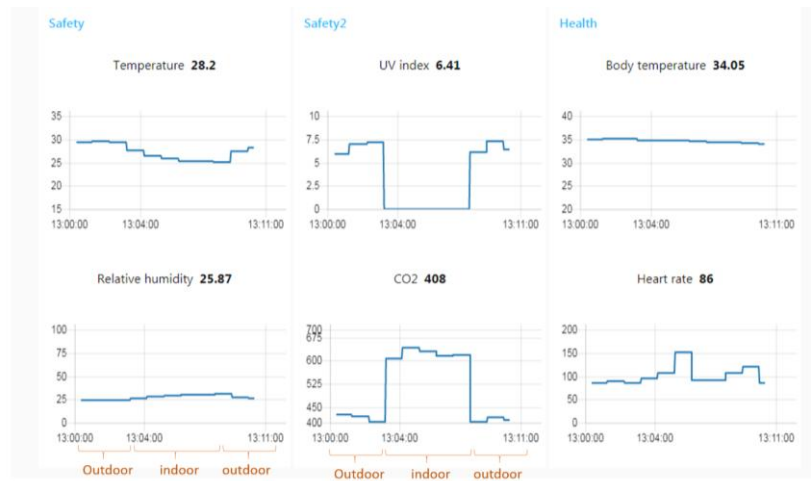 Safety Safety2 Health
Temperature 28.2 UV index 6.41 Body temperature 34.05
35 10 40
30 7.5 35
25 5 30
20 2.5 25
15 0 20
13:00:00 13:04:00 13:11:00 13:00:00 13:04:00 13:11:00 13:00:00 13:04:00 13:11:00
Relative humidity 25.87 CO2 408 Heart rate 86
100 700 200
75 675 150
50 600 100
25 525 50
0 450 0
400
13:00:00 13:04:00 13:11:00 13:00:00 13:04:00 13:11:00 13:00:00 13:04:00 13:11:00
Outdoor indoor outdoor Outdoor indoor outdoor